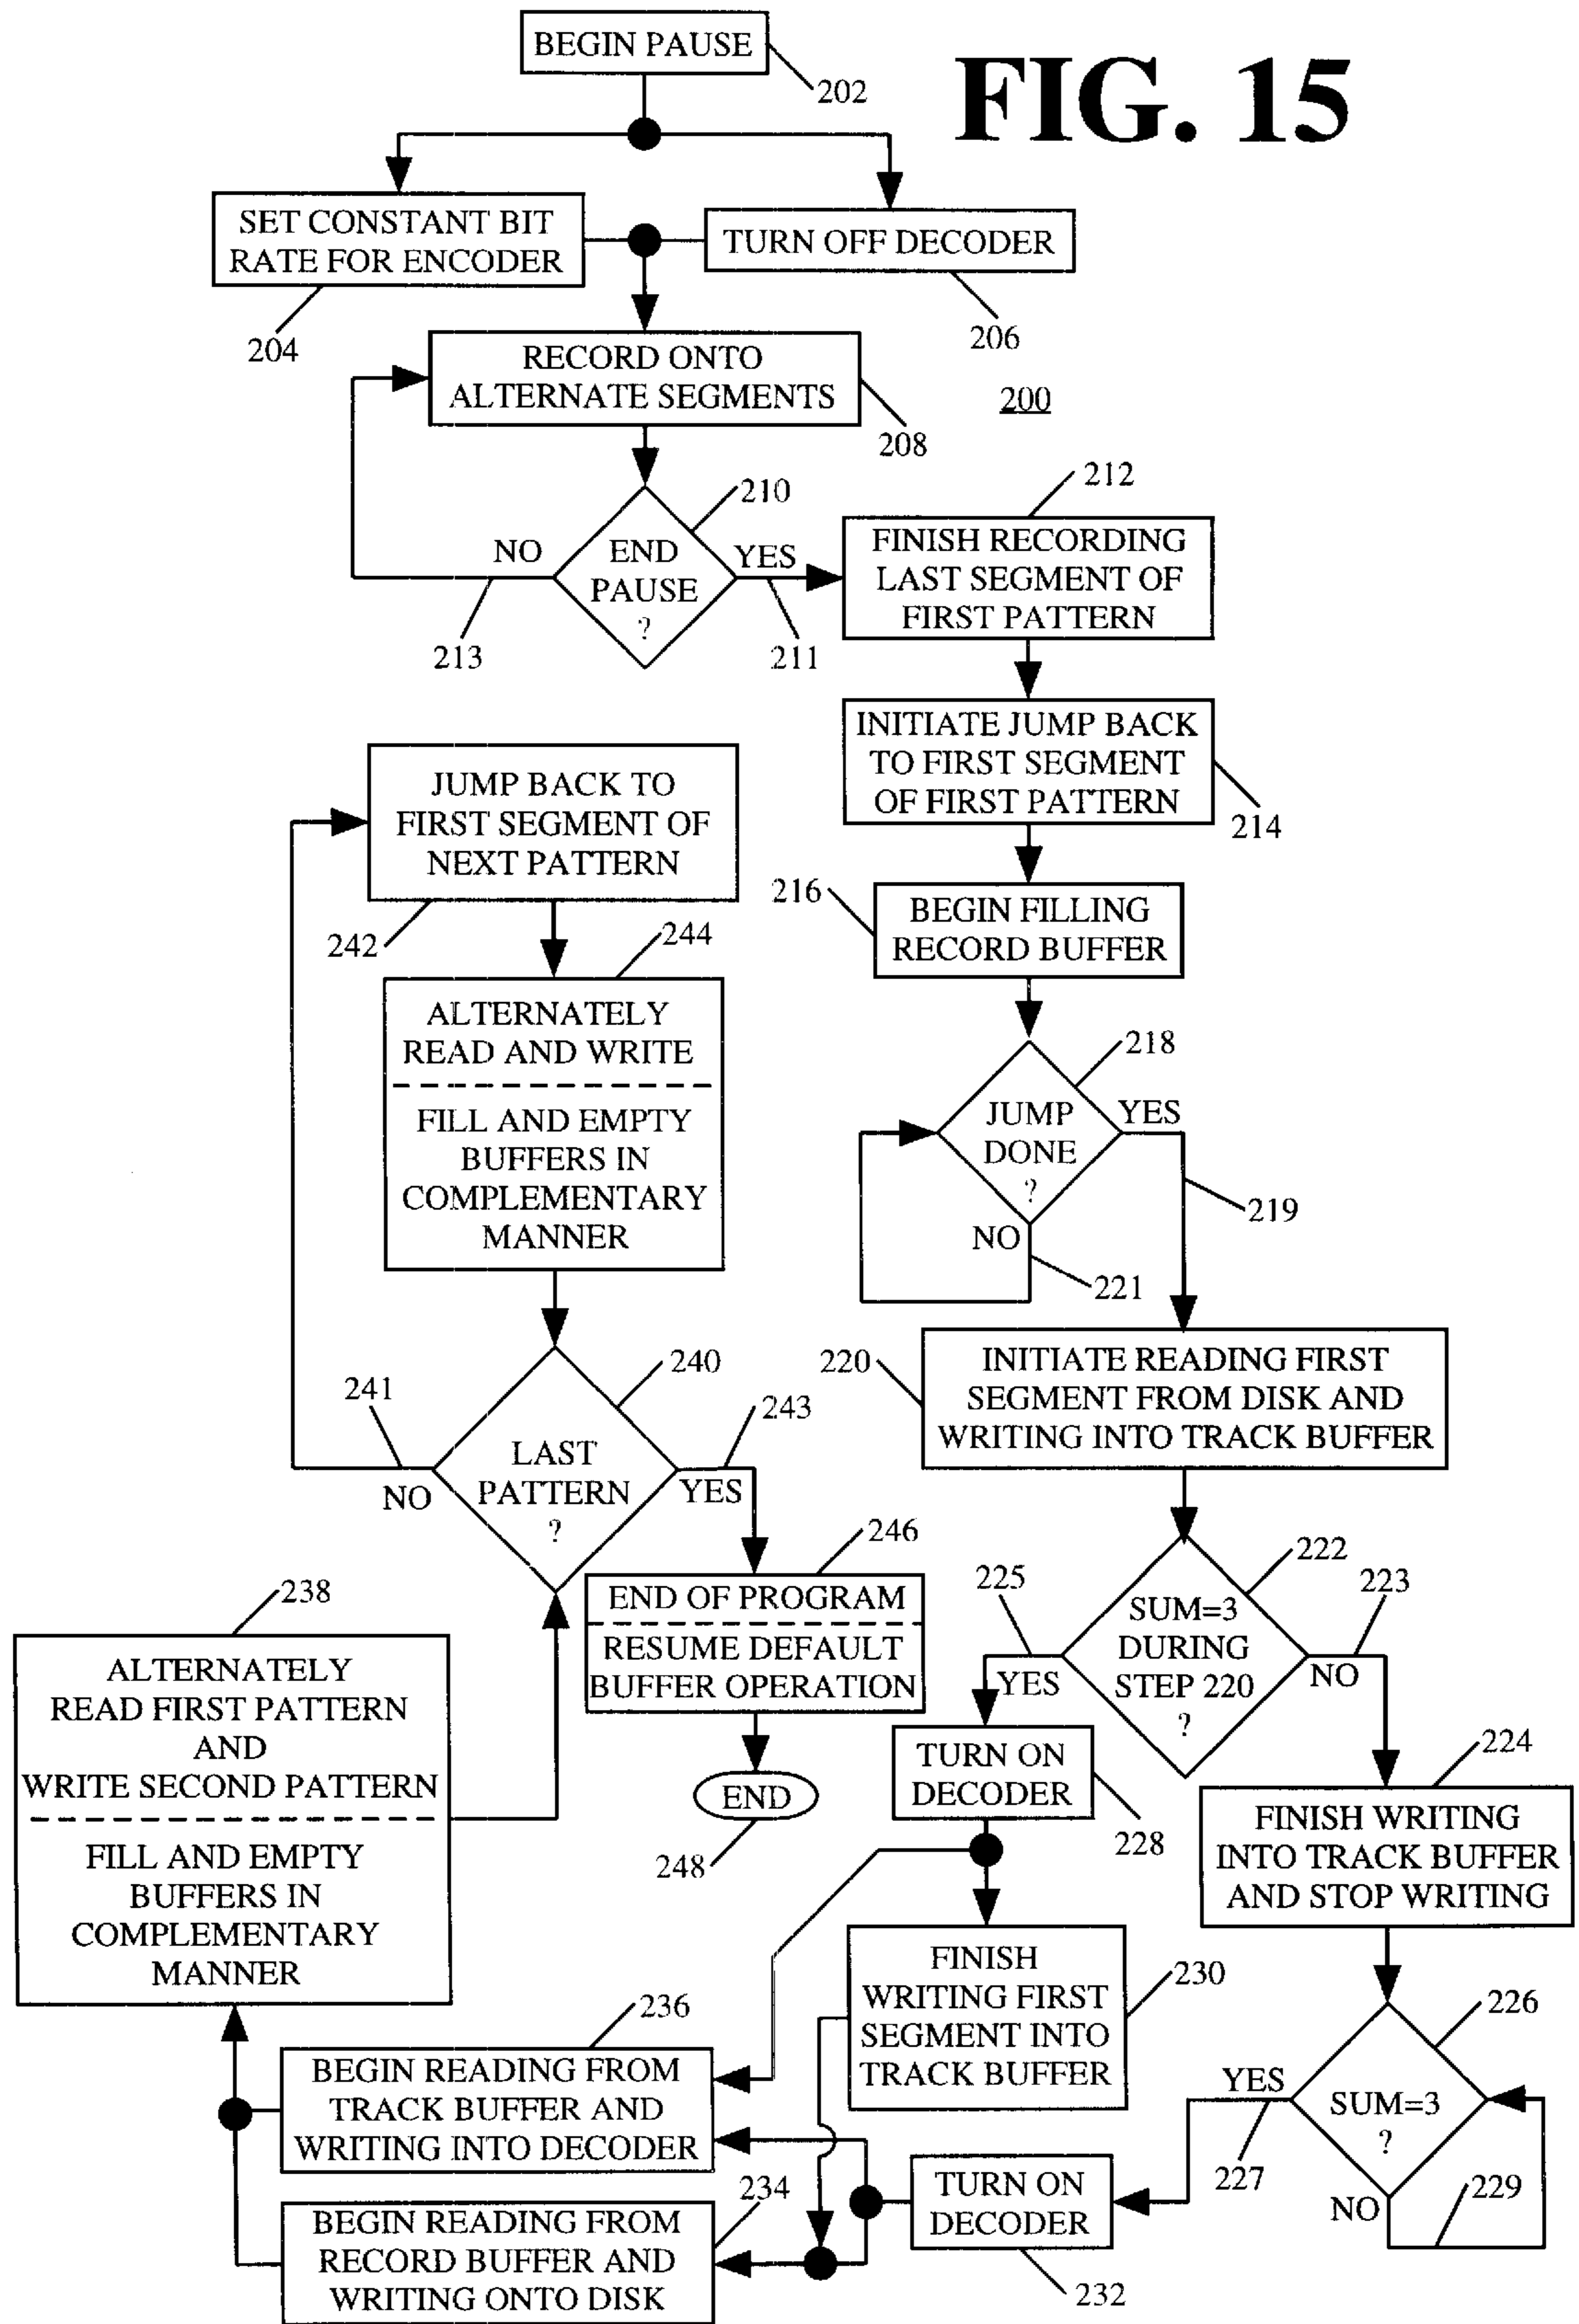 BEGIN PAUSE
202
FIG. 15
SET CONSTANT BIT
RATE FOR ENCODER
204
TURN OFF DECODER
206
RECORD ONTO
ALTERNATE SEGMENTS
208
200
210
END
PAUSE
?
NO
213
YES
211
212
FINISH RECORDING
LAST SEGMENT OF
FIRST PATTERN
INITIATE JUMP BACK
TO FIRST SEGMENT
OF FIRST PATTERN
214
216
BEGIN FILLING
RECORD BUFFER
218
JUMP
DONE
?
YES
219
NO
221
220
INITIATE READING FIRST
SEGMENT FROM DISK AND
WRITING INTO TRACK BUFFER
222
SUM=3
DURING
STEP 220
?
225
YES
223
NO
224
FINISH WRITING
INTO TRACK BUFFER
AND STOP WRITING
226
SUM=3
?
YES
227
NO
229
TURN ON
DECODER
228
FINISH
WRITING FIRST
SEGMENT INTO
TRACK BUFFER
230
TURN ON
DECODER
232
236
BEGIN READING FROM
TRACK BUFFER AND
WRITING INTO DECODER
234
BEGIN READING FROM
RECORD BUFFER AND
WRITING ONTO DISK
238
ALTERNATELY
READ FIRST PATTERN
AND
WRITE SECOND PATTERN
FILL AND EMPTY
BUFFERS IN
COMPLEMENTARY
MANNER
240
LAST
PATTERN
?
241
NO
243
YES
JUMP BACK TO
FIRST SEGMENT OF
NEXT PATTERN
242
244
ALTERNATELY
READ AND WRITE
FILL AND EMPTY
BUFFERS IN
COMPLEMENTARY
MANNER
246
END OF PROGRAM
RESUME DEFAULT
BUFFER OPERATION
END
248